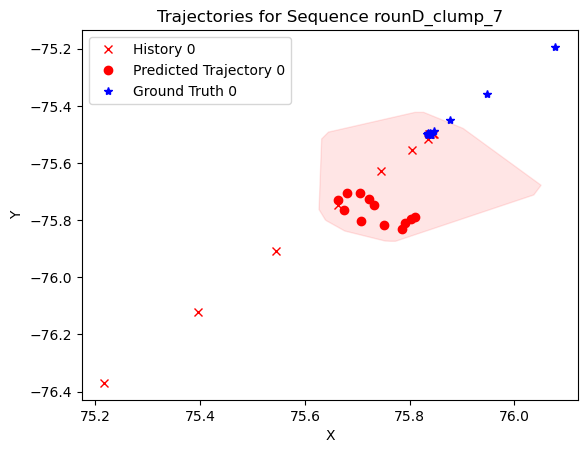 Trajectories for Sequence rounD_clump_7
History 0
Predicted Trajectory 0
Ground Truth 0
−75.2
−75.4
−75.6
−75.8
−76.0
−76.2
−76.4
Y
75.2
75.4
75.6
75.8
76.0
X